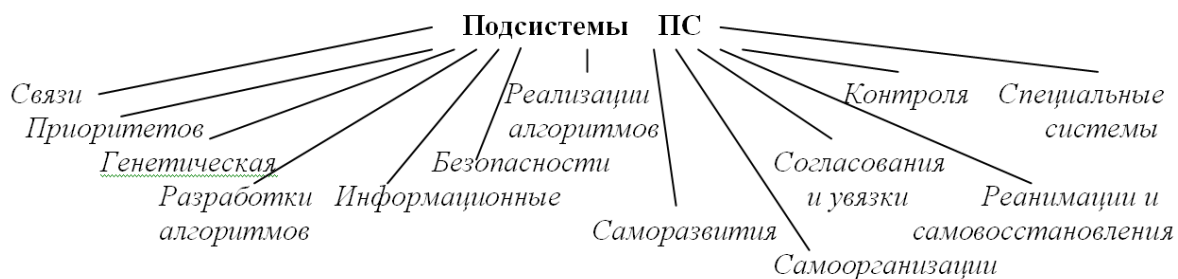 Подсистемы ПС
Связи
Приоритетов
Генетическая
Разработки
алгоритмов
Информационные
Безопасности
Реализации
алгоритмов
Саморазвития
Самоорганизации
Согласования
и увязки
Реанимации и
самовосстановления
Контроля
Специальные
системы